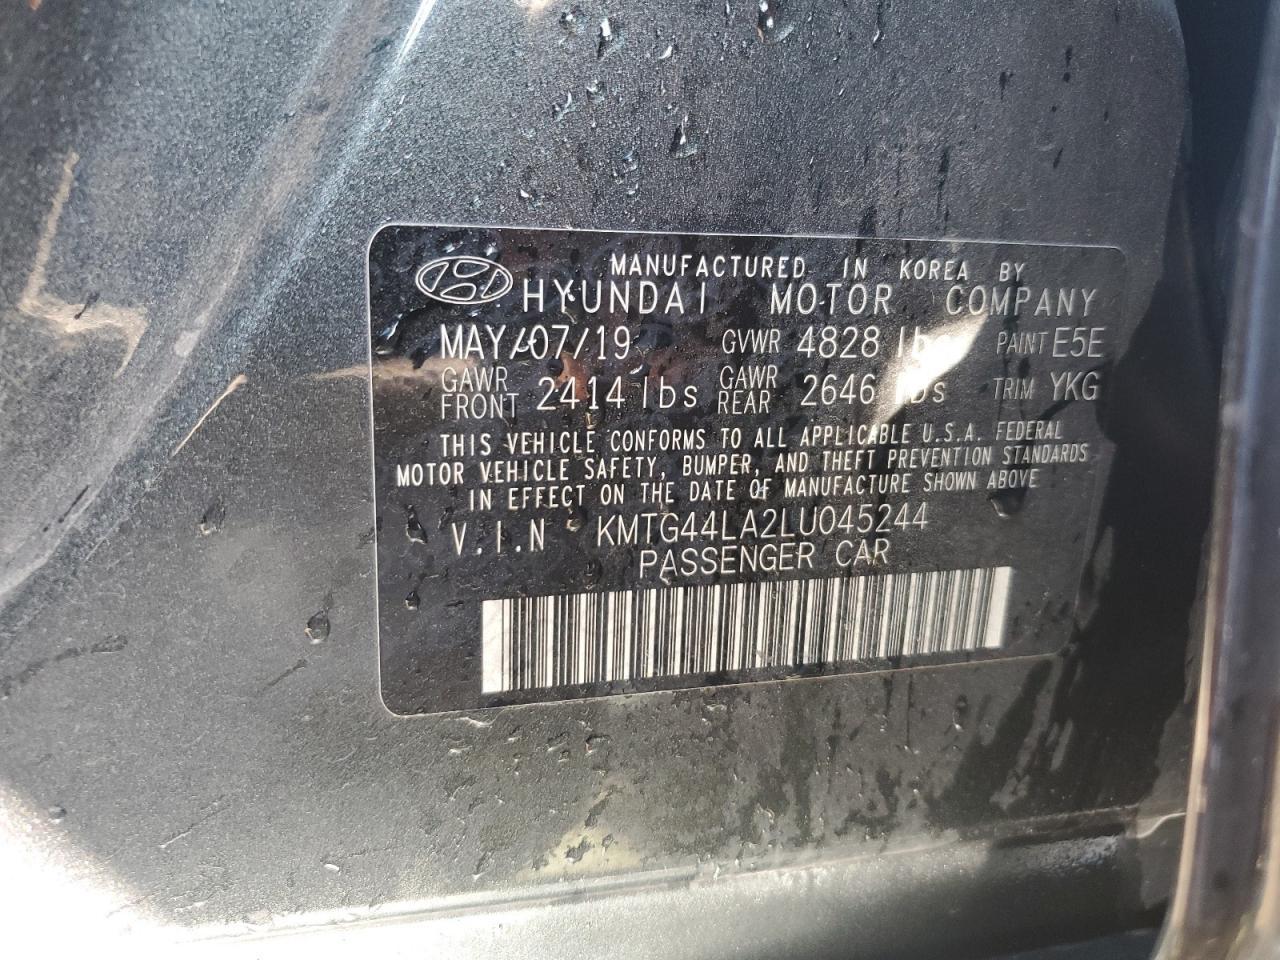 MANUFACTURED IN KOREA BY
HYUNDAI MOTOR COMPANY
MAY/07/19 GVWR 4828 lbs PAINT E5E
GAWR FRONT 2414 lbs GAWR REAR 2646 lbs TRIM YKG
THIS VEHICLE CONFORMS TO ALL APPLICABLE U.S.A. FEDERAL
MOTOR VEHICLE SAFETY, BUMPER, AND THEFT PREVENTION STANDARDS
IN EFFECT ON THE DATE OF MANUFACTURE SHOWN ABOVE
V.I.N KMTG44LA2LU045244
PASSENGER CAR